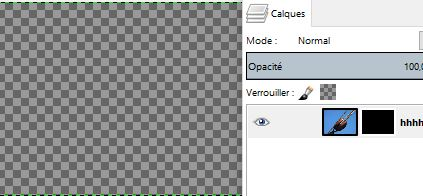 Calques
Mode : Normal
Opacité 100,0
Verrouiller :
hhhh